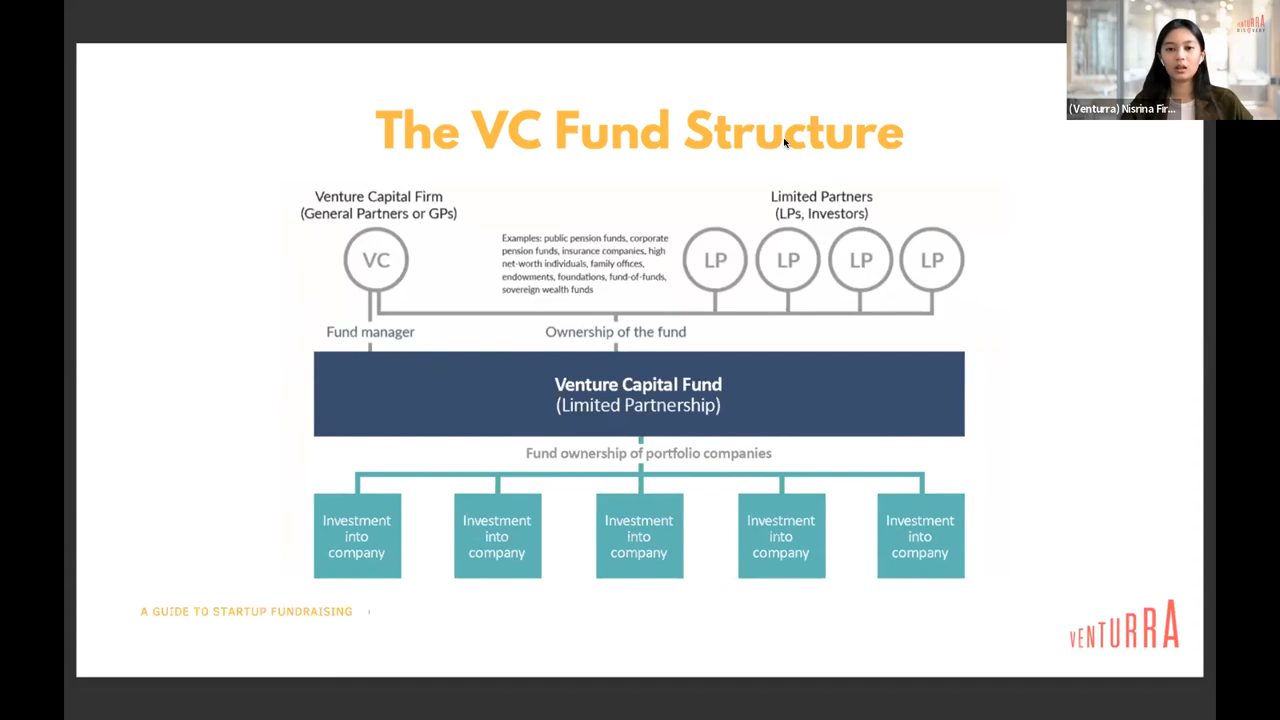 The VC Fund Structure
Venture Capital Firm
(General Partners or GPs)
Limited Partners
(LPs, Investors)
VC
Examples: public pension funds, corporate
pension funds, insurance companies, high
net-worth individuals, family offices,
endowments, foundations, fund-of-funds,
sovereign wealth funds
LP
LP
LP
LP
Fund manager
Ownership of the fund
Venture Capital Fund
(Limited Partnership)
Fund ownership of portfolio companies
Investment
into
company
Investment
into
company
Investment
into
company
Investment
into
company
Investment
into
company
A GUIDE TO STARTUP FUNDRAISING
VENTURRA
VENTURRA
DISCOVERY
(Venturra) Nisrina Fir...